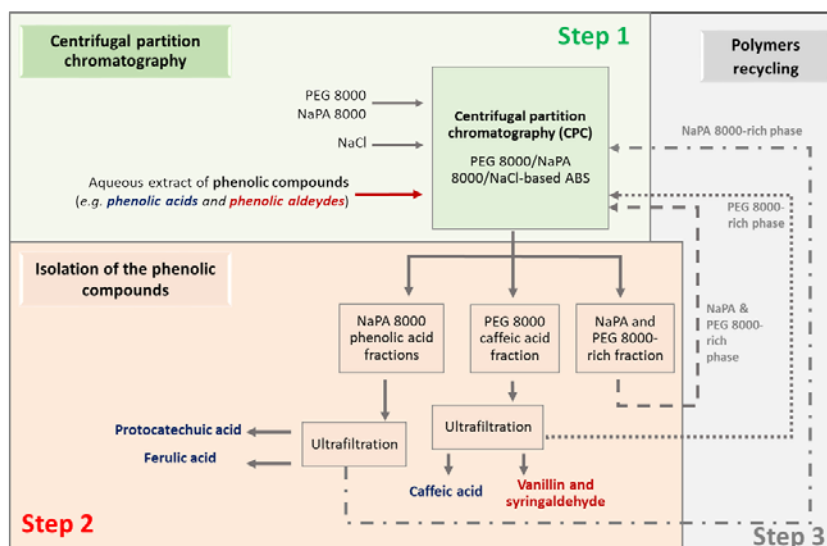 Centrifugal partition
chromatography
Step 1
Polymers
recycling
PEG 8000
NaPA 8000
NaCl
Aqueous extract of phenolic compounds
(e.g. phenolic acids and phenolic aldeydes)
Centrifugal partition
chromatography (CPC)
PEG 8000/NaPA
8000/NaCl-based ABS
NaPA 8000-rich phase
PEG 8000-
rich phase
Isolation of the phenolic
compounds
NaPA 8000
phenolic acid
fractions
PEG 8000
caffeic acid
fraction
NaPA and
PEG 8000-
rich fraction
NaPA &
PEG 8000-
rich
phase
Protocatechuic acid
Ferulic acid
Ultrafiltration
Ultrafiltration
Caffeic acid
Vanillin and
syringaldehyde
Step 2
Step 3